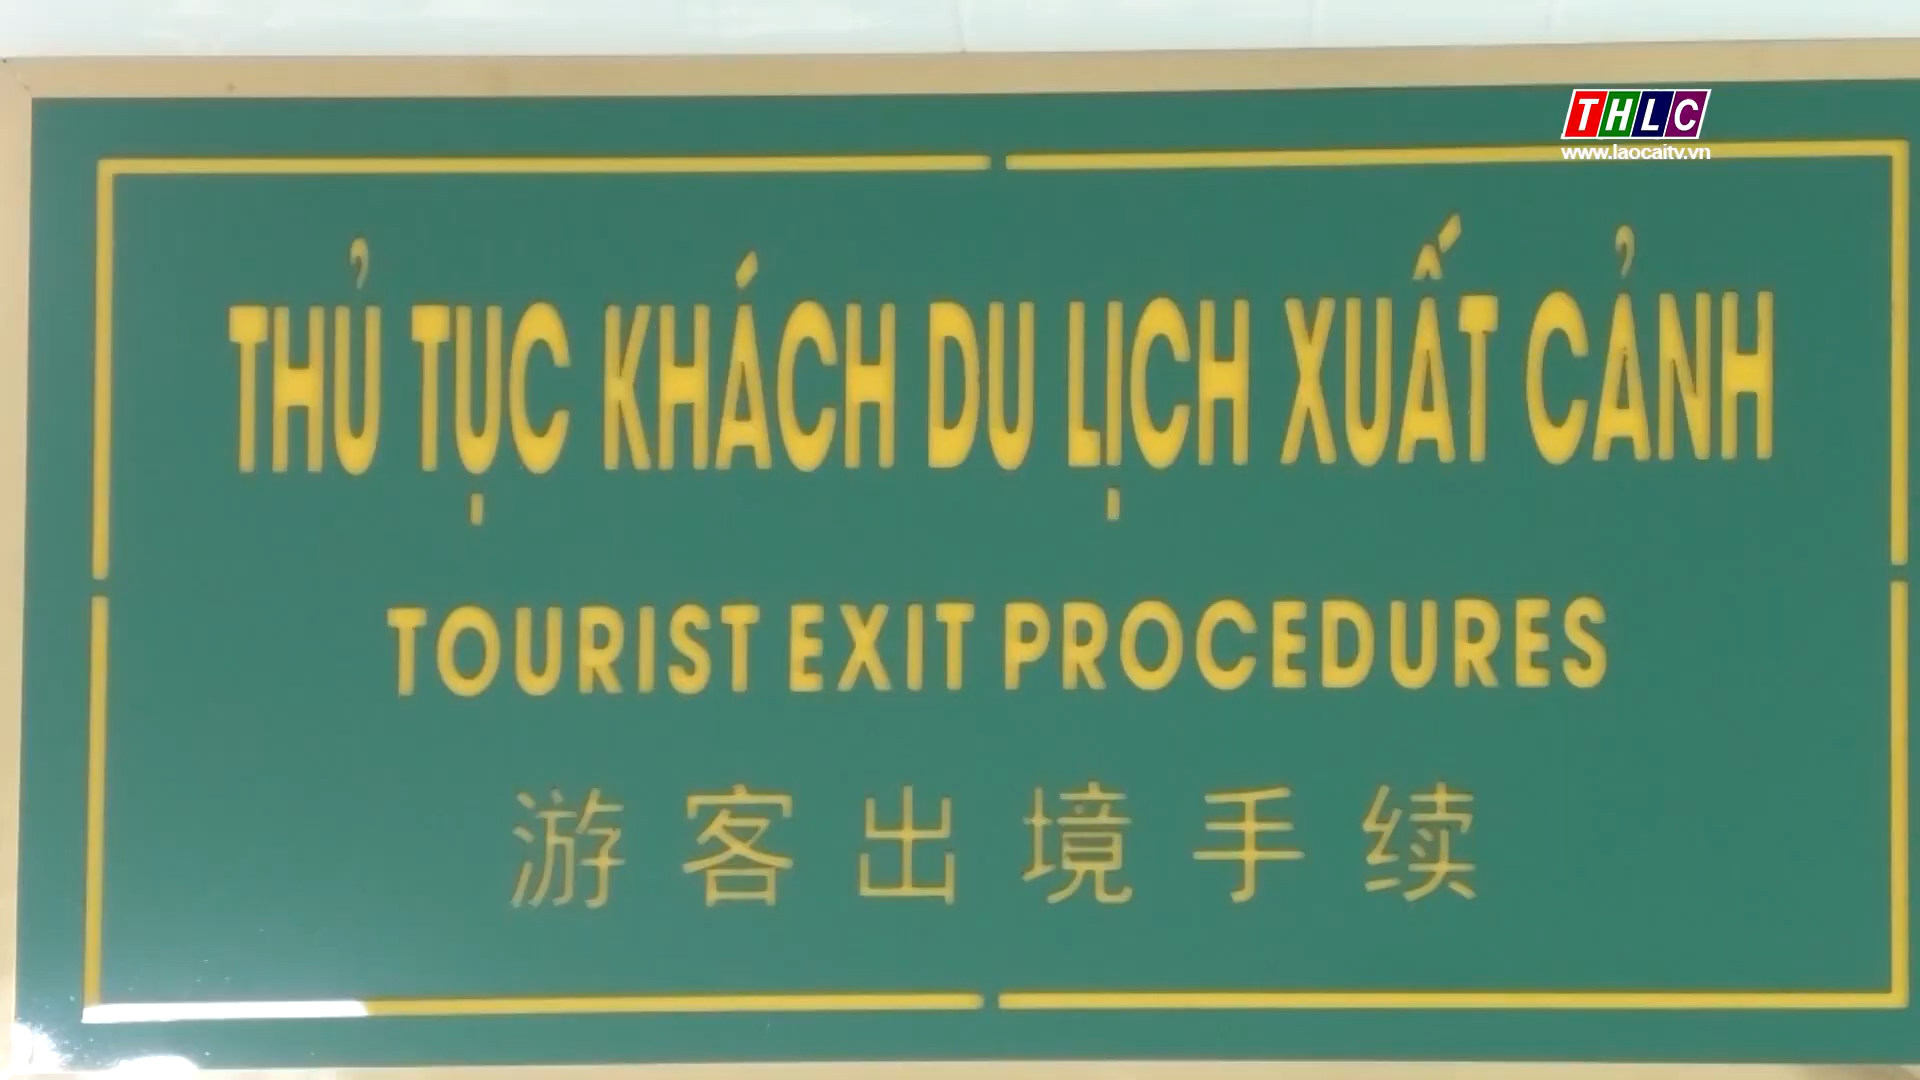 THLC
www.laocaitv.vn
THỦ TỤC KHÁCH DU LỊCH XUẤT CẢNH
TOURIST EXIT PROCEDURES
游客出境手续